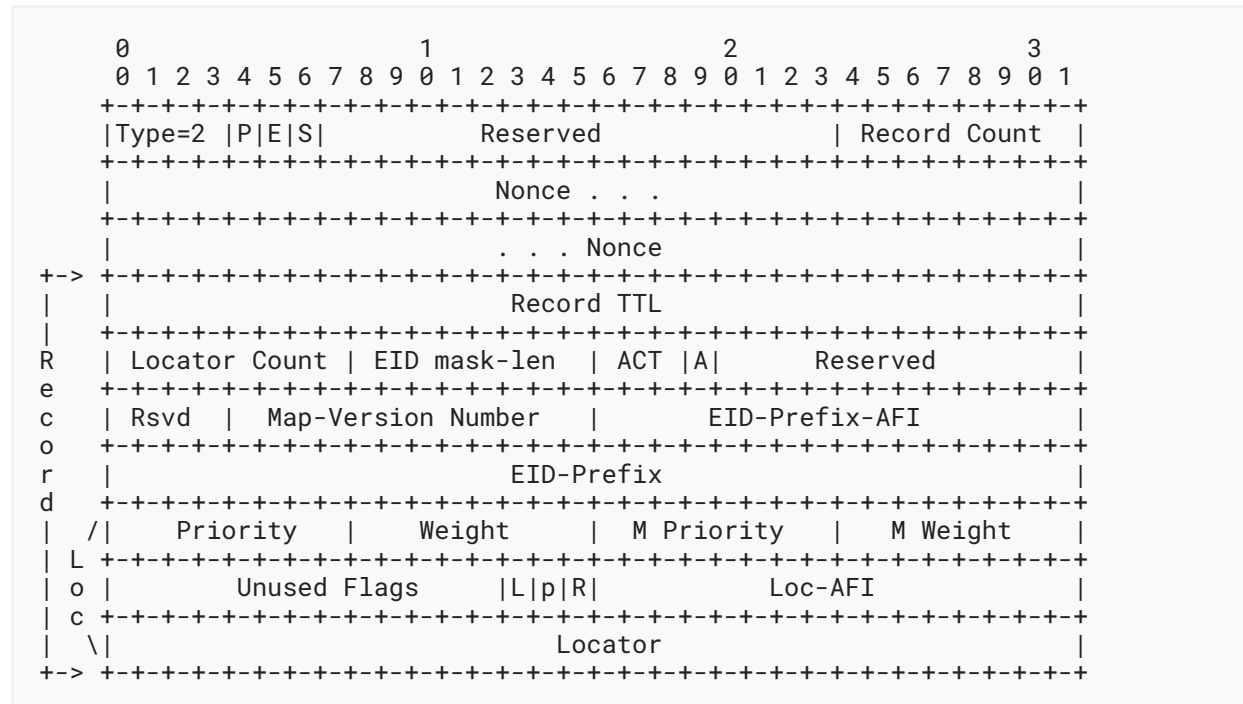 0                   1                   2                   3
        0 1 2 3 4 5 6 7 8 9 0 1 2 3 4 5 6 7 8 9 0 1 2 3 4 5 6 7 8 9 0 1
       +-+-+-+-+-+-+-+-+-+-+-+-+-+-+-+-+-+-+-+-+-+-+-+-+-+-+-+-+-+-+-+-+
       |Type=2 |P|E|S|          Reserved               | Record Count  |
       +-+-+-+-+-+-+-+-+-+-+-+-+-+-+-+-+-+-+-+-+-+-+-+-+-+-+-+-+-+-+-+-+
       |                         Nonce . . .                           |
       +-+-+-+-+-+-+-+-+-+-+-+-+-+-+-+-+-+-+-+-+-+-+-+-+-+-+-+-+-+-+-+-+
       |                         . . . Nonce                           |
   +-> +-+-+-+-+-+-+-+-+-+-+-+-+-+-+-+-+-+-+-+-+-+-+-+-+-+-+-+-+-+-+-+-+
   |   |                          Record TTL                           |
   |   +-+-+-+-+-+-+-+-+-+-+-+-+-+-+-+-+-+-+-+-+-+-+-+-+-+-+-+-+-+-+-+-+
   R   | Locator Count | EID mask-len  | ACT |A|      Reserved         |
   e   +-+-+-+-+-+-+-+-+-+-+-+-+-+-+-+-+-+-+-+-+-+-+-+-+-+-+-+-+-+-+-+-+
   c   | Rsvd  |  Map-Version Number   |       EID-Prefix-AFI          |
   o   +-+-+-+-+-+-+-+-+-+-+-+-+-+-+-+-+-+-+-+-+-+-+-+-+-+-+-+-+-+-+-+-+
   r   |                          EID-Prefix                           |
   d   +-+-+-+-+-+-+-+-+-+-+-+-+-+-+-+-+-+-+-+-+-+-+-+-+-+-+-+-+-+-+-+-+
   |  /|    Priority   |    Weight     |  M Priority   |   M Weight    |
   | L +-+-+-+-+-+-+-+-+-+-+-+-+-+-+-+-+-+-+-+-+-+-+-+-+-+-+-+-+-+-+-+-+
   | o |        Unused Flags     |L|p|R|           Loc-AFI             |
   | c +-+-+-+-+-+-+-+-+-+-+-+-+-+-+-+-+-+-+-+-+-+-+-+-+-+-+-+-+-+-+-+-+
   |  \|                             Locator                           |
   +-> +-+-+-+-+-+-+-+-+-+-+-+-+-+-+-+-+-+-+-+-+-+-+-+-+-+-+-+-+-+-+-+-+